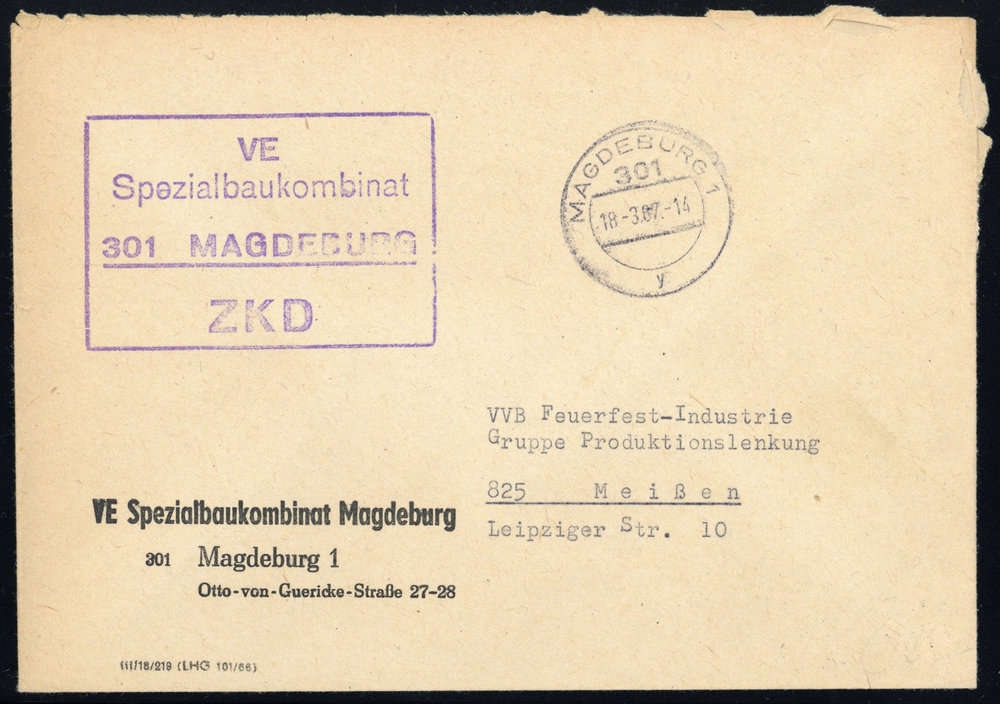 VE
Spezialbaukombinat
301 MAGDEBURG
ZKD
MAGDEBURG 1
301
18.-3.67.-14
y
VVB Feuerfest-Industrie
Gruppe Produktionslenkung
825 Meißen
Leipziger Str. 10
VE Spezialbaukombinat Magdeburg
301 Magdeburg 1
Otto-von-Guericke-Straße 27-28
III/18/219 (LHG 101/66)